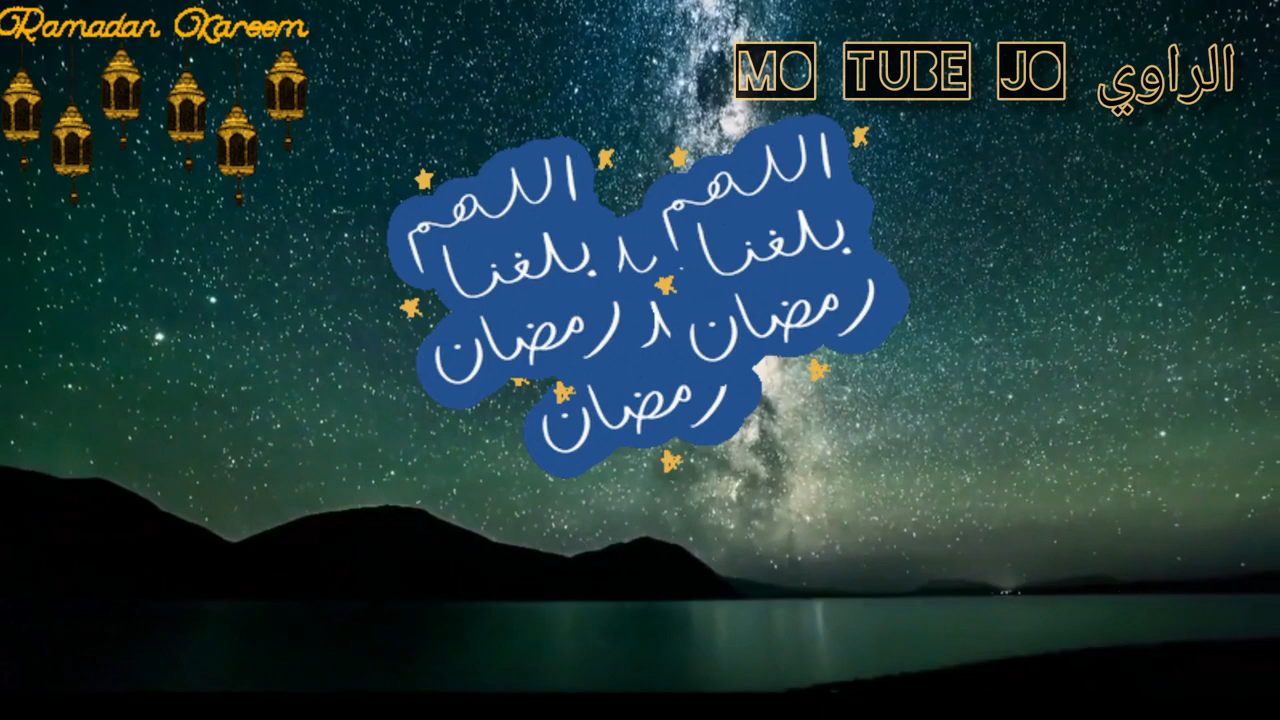 Ramadan Kareem
MO TUBE JO الراوي
اللهم اللهم
بلغنا بلغنا
رمضان رمضان
رمضان